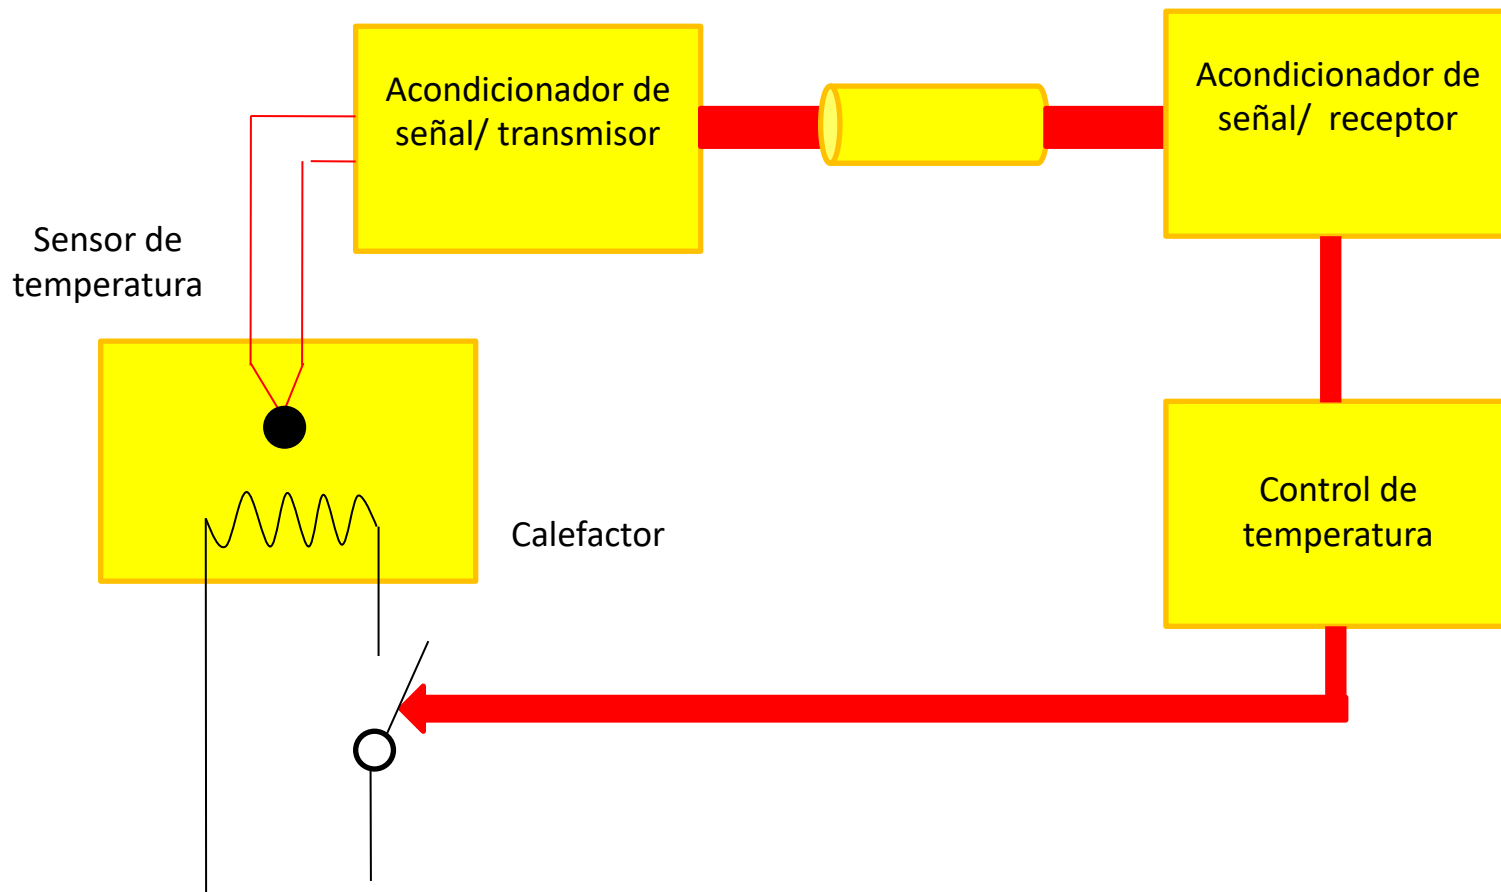 Acondicionador de
señal/ transmisor
Acondicionador de
señal/ receptor
Sensor de
temperatura
Control de
temperatura
Calefactor